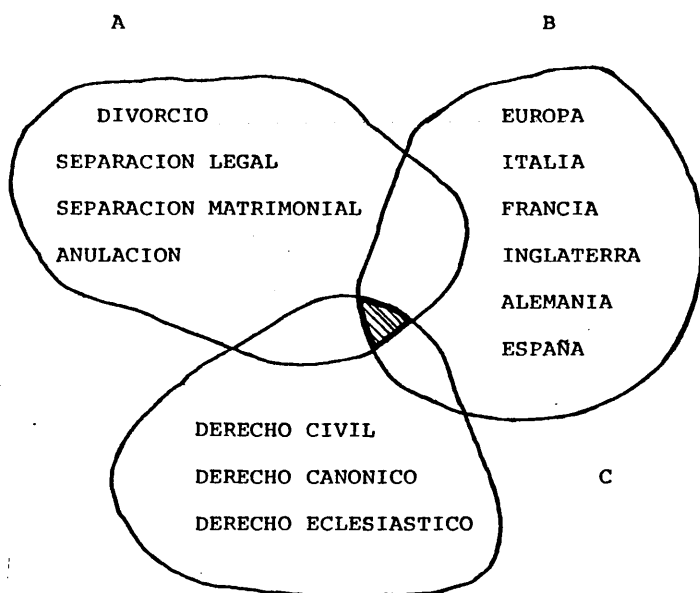 A
B
DIVORCIO
SEPARACION LEGAL
SEPARACION MATRIMONIAL
ANULACION
EUROPA
ITALIA
FRANCIA
INGLATERRA
ALEMANIA
ESPAÑA
DERECHO CIVIL
DERECHO CANONICO
DERECHO ECLESIASTICO
C